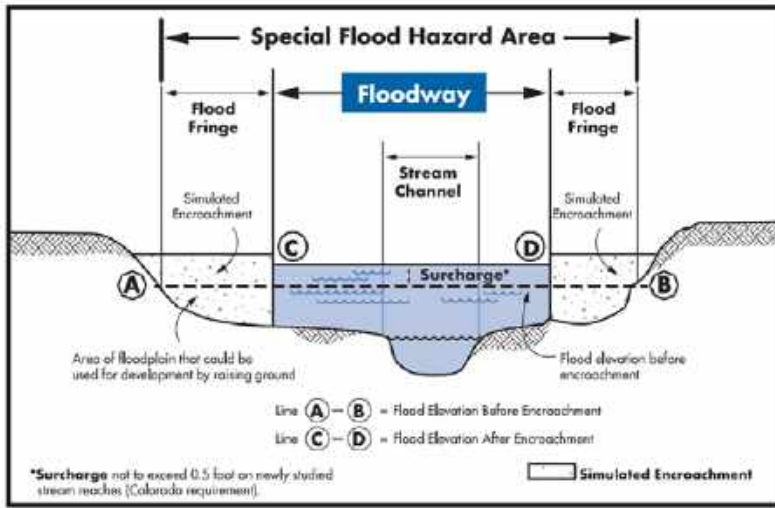 Special Flood Hazard Area
Flood
Fringe
Floodway
Flood
Fringe
Stream
Channel
Simulated
Encroachment
Simulated
Encroachment
C
D
Surcharge*
A
B
Area of floodplain that could be
used for development by raising ground
Flood elevation before
encroachment
Line A – B = Flood Elevation Before Encroachment
Line C – D = Flood Elevation After Encroachment
*Surcharge not to exceed 0.5 foot on newly studied
stream reaches (Colorado requirement).
Simulated Encroachment